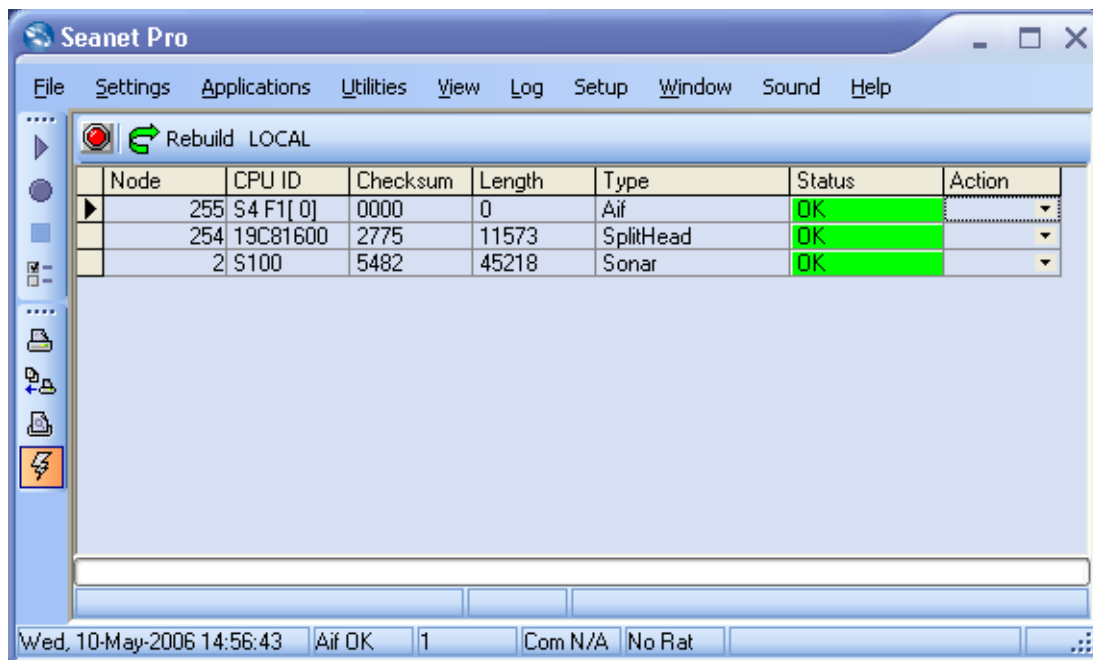 Seanet Pro
File Settings Applications Utilities View Log Setup Window Sound Help
Rebuild LOCAL
Node CPU ID Checksum Length Type Status Action
255 S4 F1[ 0] 0000 0 Aif OK
254 19C81600 2775 11573 SplitHead OK
2 S100 5482 45218 Sonar OK
Wed, 10-May-2006 14:56:43 Aif OK 1 Com N/A No Rat